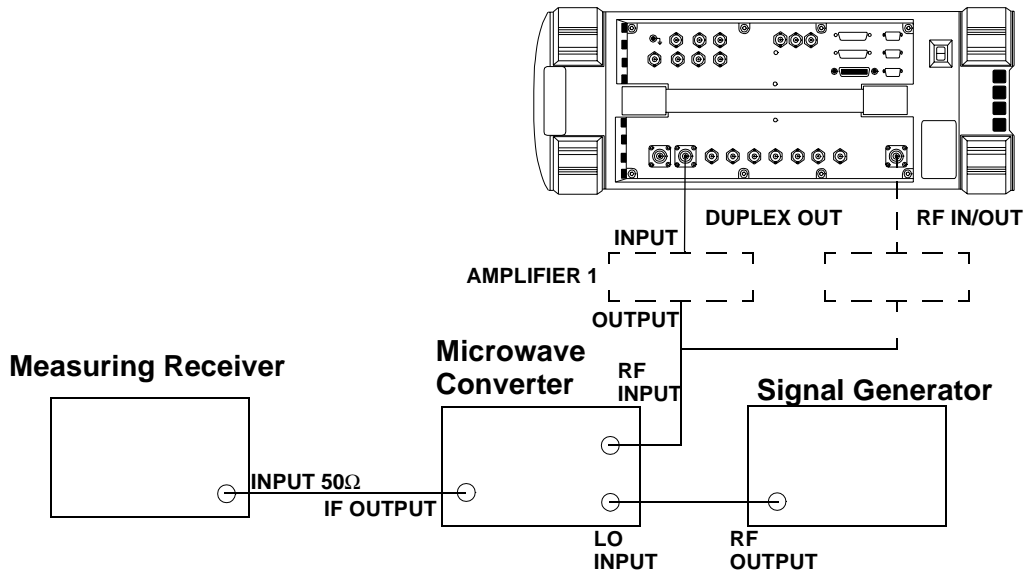 DUPLEX OUT
RF IN/OUT
INPUT
AMPLIFIER 1
OUTPUT
Measuring Receiver
Microwave
Converter
RF
INPUT
Signal Generator
INPUT 50Ω
IF OUTPUT
LO
INPUT
RF
OUTPUT